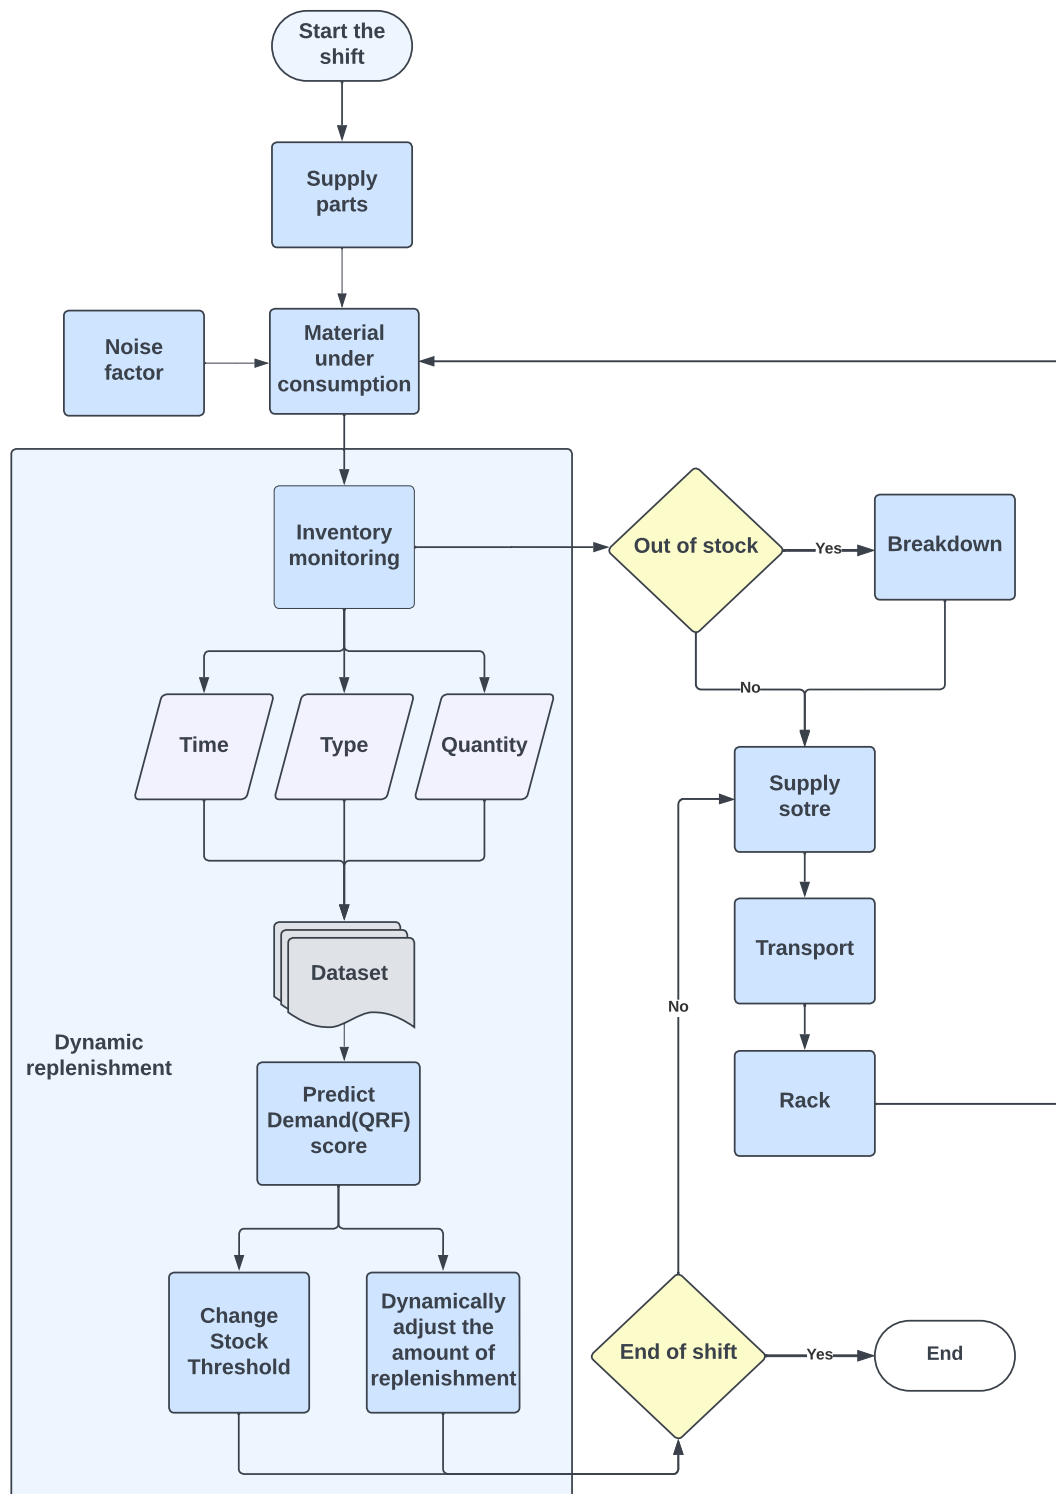 Start the
shift
Supply
parts
Noise
factor
Material
under
consumption
Inventory
monitoring
Out of stock
Yes
Breakdown
No
Time
Type
Quantity
Supply
sotre
Dataset
Transport
No
Dynamic
replenishment
Predict
Demand(QRF)
score
Rack
Change
Stock
Threshold
Dynamically
adjust the
amount of
replenishment
End of shift
Yes
End